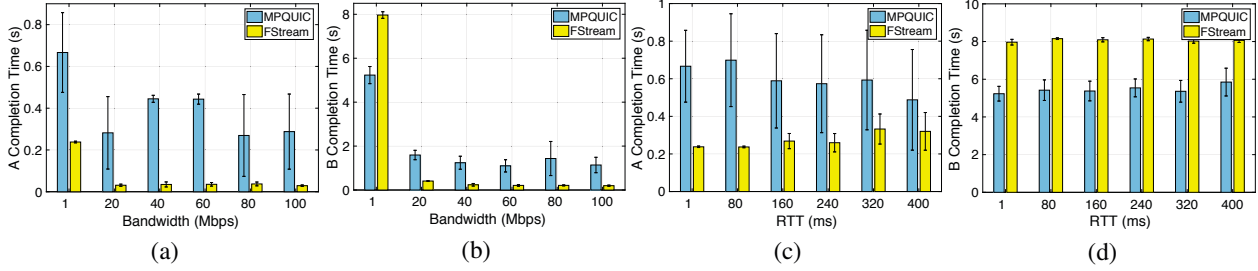 A Completion Time (s)
0.8
0.6
0.4
0.2
0
1 20 40 60 80 100
Bandwidth (Mbps)
MPQUIC
FStream
(a)
B Completion Time (s)
8
6
4
2
0
1 20 40 60 80 100
Bandwidth (Mbps)
MPQUIC
FStream
(b)
A Completion Time (s)
1
0.8
0.6
0.4
0.2
0
1 80 160 240 320 400
RTT (ms)
MPQUIC
FStream
(c)
B Completion Time (s)
10
8
6
4
2
0
1 80 160 240 320 400
RTT (ms)
MPQUIC
FStream
(d)